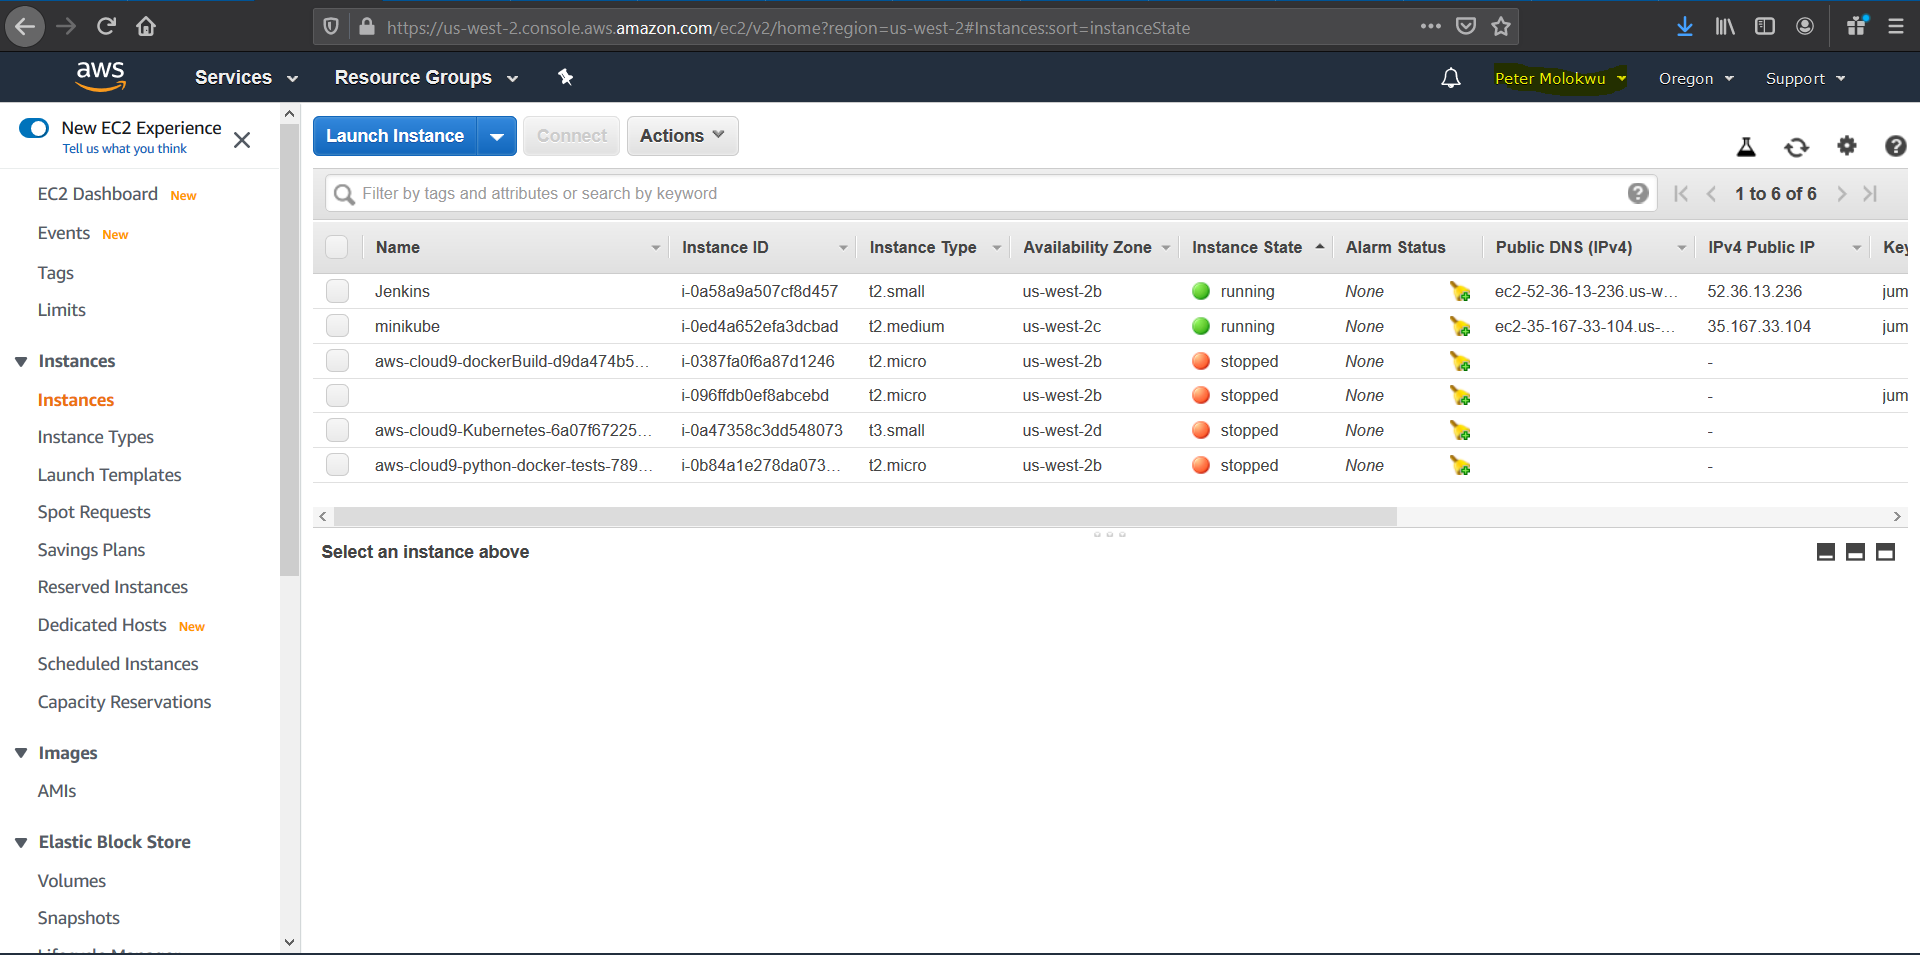 https://us-west-2.console.aws.amazon.com/ec2/v2/home?region=us-west-2#Instances:sort=instanceState
aws Services Resource Groups Peter Molokwu Oregon Support
New EC2 Experience
Tell us what you think
EC2 Dashboard New
Events New
Tags
Limits
Instances
Instances
Instance Types
Launch Templates
Spot Requests
Savings Plans
Reserved Instances
Dedicated Hosts New
Scheduled Instances
Capacity Reservations
Images
AMIs
Elastic Block Store
Volumes
Snapshots
Launch Instance Connect Actions
Filter by tags and attributes or search by keyword 1 to 6 of 6
Name Instance ID Instance Type Availability Zone Instance State Alarm Status Public DNS (IPv4) IPv4 Public IP Key
Jenkins i-0a58a9a507cf8d457 t2.small us-west-2b running None ec2-52-36-13-236.us-w... 52.36.13.236 jum
minikube i-0ed4a652efa3dcbad t2.medium us-west-2c running None ec2-35-167-33-104.us-... 35.167.33.104 jum
aws-cloud9-dockerBuild-d9da474b5... i-0387fa0f6a87d1246 t2.micro us-west-2b stopped None -
i-096ffdb0ef8abcebd t2.micro us-west-2b stopped None - jum
aws-cloud9-Kubernetes-6a07f67225... i-0a47358c3dd548073 t3.small us-west-2d stopped None -
aws-cloud9-python-docker-tests-789... i-0b84a1e278da073... t2.micro us-west-2b stopped None -
Select an instance above